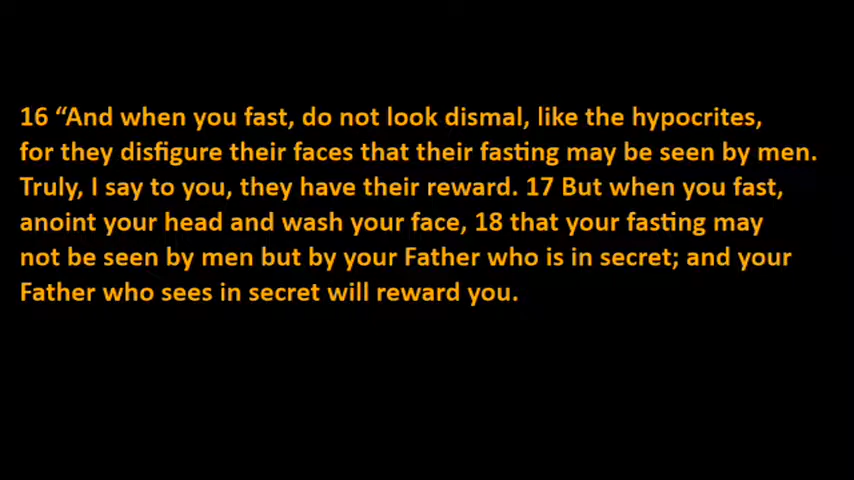 16 “And when you fast, do not look dismal, like the hypocrites,
for they disfigure their faces that their fasting may be seen by men.
Truly, I say to you, they have their reward. 17 But when you fast,
anoint your head and wash your face, 18 that your fasting may
not be seen by men but by your Father who is in secret; and your
Father who sees in secret will reward you.